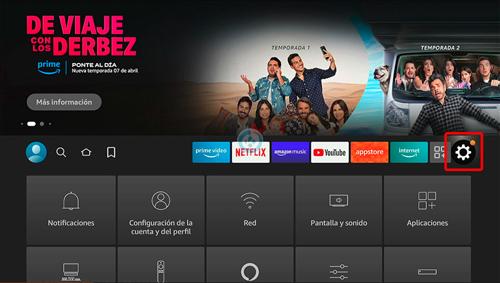 DE VIAJE
CON LOS DERBEZ
prime
PONTE AL DÍA
Nueva temporada 07 de abril
Más información
TEMPORADA 1
TEMPORADA 2
prime video
NETFLIX
amazon music
YouTube
appstore
internet
Notificaciones
Configuración de la
cuenta y del perfil
Red
Pantalla y sonido
Aplicaciones